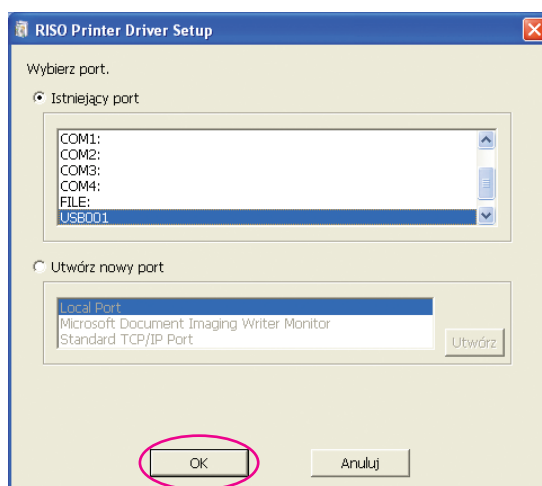 RISO Printer Driver Setup
Wybierz port.
Istniejący port
COM1:
COM2:
COM3:
COM4:
FILE:
USB001
Utwórz nowy port
Local Port
Microsoft Document Imaging Writer Monitor
Standard TCP/IP Port
Utwórz
OK
Anuluj